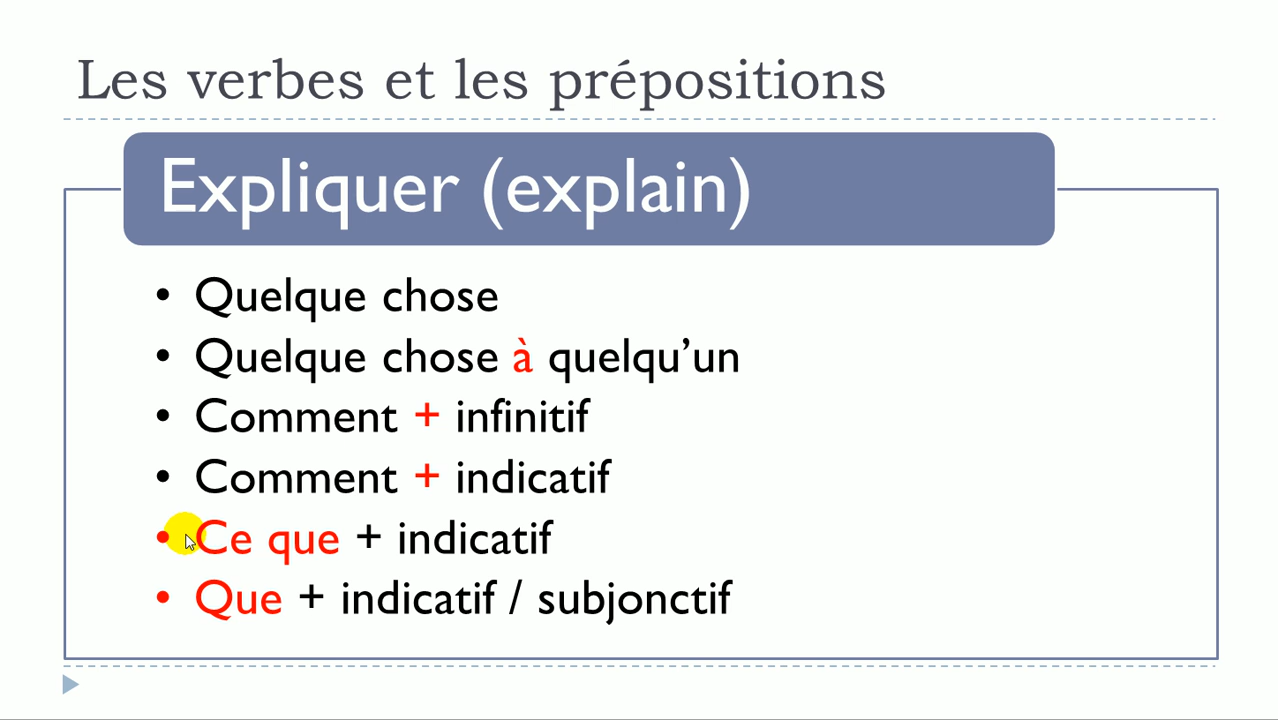 Les verbes et les prépositions
Expliquer (explain)
• Quelque chose
• Quelque chose à quelqu’un
• Comment + infinitif
• Comment + indicatif
• Ce que + indicatif
• Que + indicatif / subjonctif